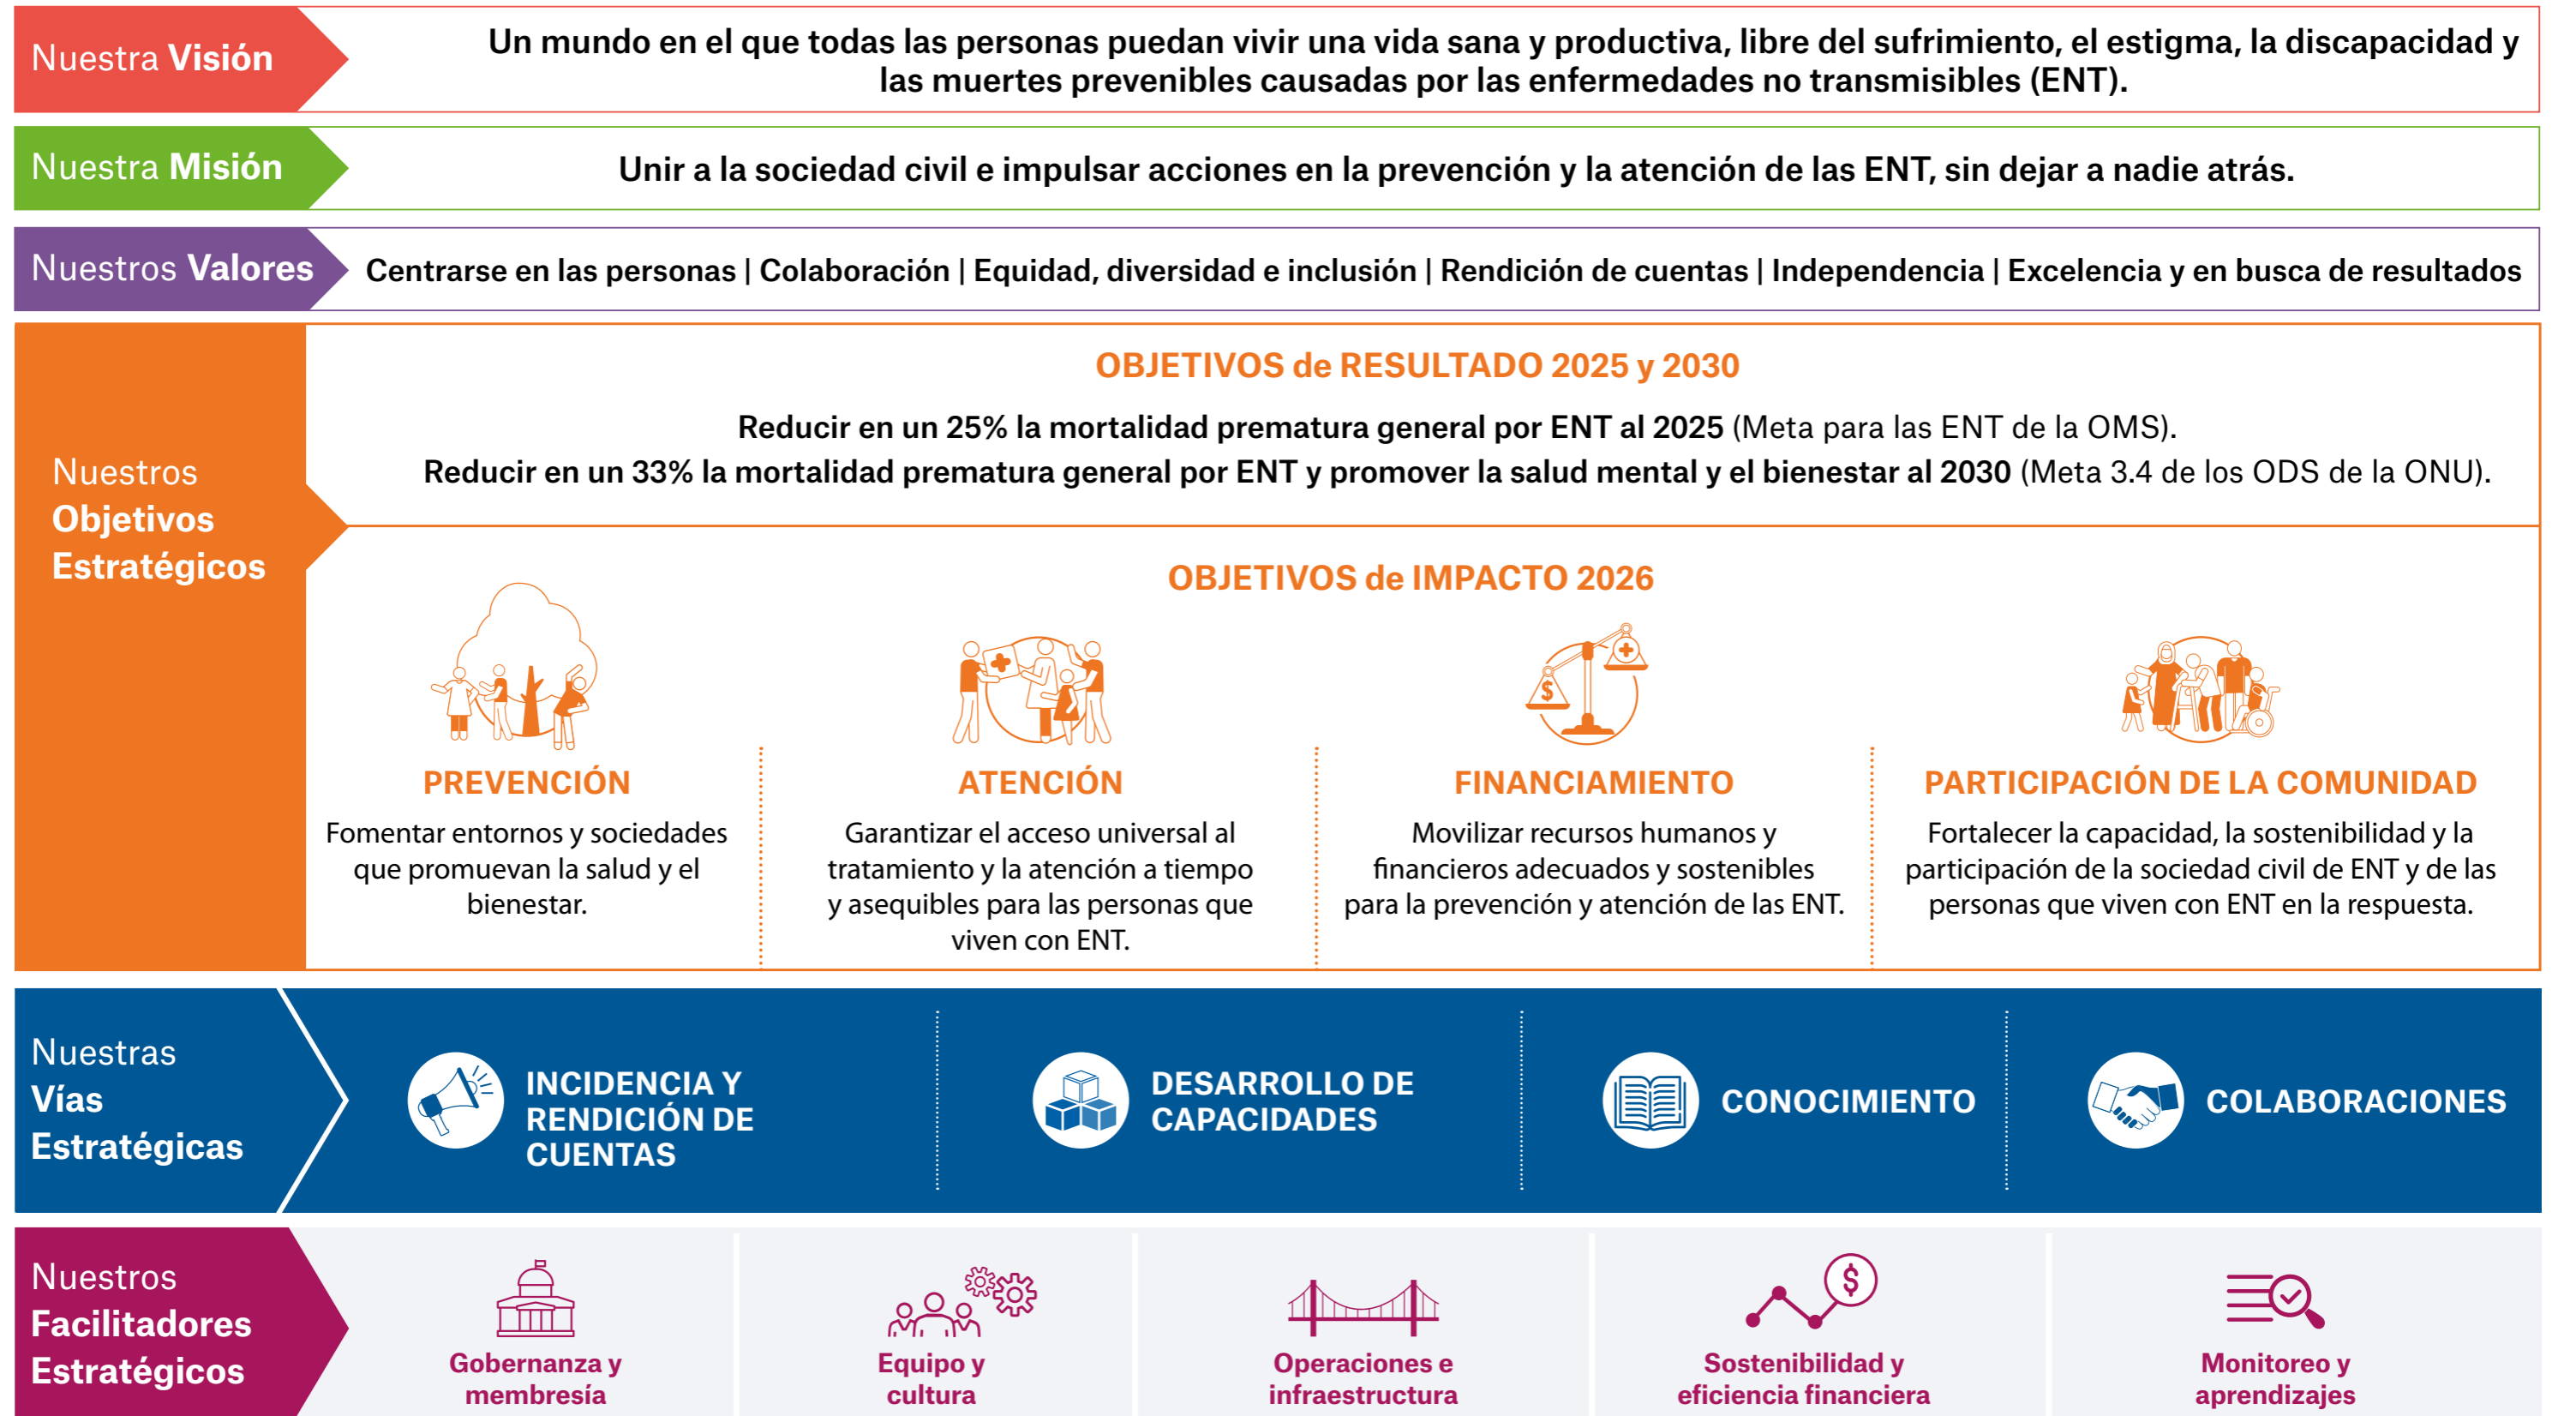 Nuestra Visión
Un mundo en el que todas las personas puedan vivir una vida sana y productiva, libre del sufrimiento, el estigma, la discapacidad y
las muertes prevenibles causadas por las enfermedades no transmisibles (ENT).
Nuestra Misión
Unir a la sociedad civil e impulsar acciones en la prevención y la atención de las ENT, sin dejar a nadie atrás.
Nuestros Valores
Centrarse en las personas | Colaboración | Equidad, diversidad e inclusión | Rendición de cuentas | Independencia | Excelencia y en busca de resultados
Nuestros
Objetivos
Estratégicos
OBJETIVOS de RESULTADO 2025 y 2030
Reducir en un 25% la mortalidad prematura general por ENT al 2025 (Meta para las ENT de la OMS).
Reducir en un 33% la mortalidad prematura general por ENT y promover la salud mental y el bienestar al 2030 (Meta 3.4 de los ODS de la ONU).
OBJETIVOS de IMPACTO 2026
$
PREVENCIÓN
Fomentar entornos y sociedades
que promuevan la salud y el
bienestar.
ATENCIÓN
Garantizar el acceso universal al
tratamiento y la atención a tiempo
y asequibles para las personas que
viven con ENT.
FINANCIAMIENTO
Movilizar recursos humanos y
financieros adecuados y sostenibles
para la prevención y atención de las ENT.
PARTICIPACIÓN DE LA COMUNIDAD
Fortalecer la capacidad, la sostenibilidad y la
participación de la sociedad civil de ENT y de las
personas que viven con ENT en la respuesta.
Nuestras
Vías
Estratégicas
INCIDENCIA Y
RENDICIÓN DE
CUENTAS
DESARROLLO DE
CAPACIDADES
CONOCIMIENTO
COLABORACIONES
Nuestros
Facilitadores
Estratégicos
Gobernanza y
membresía
Equipo y
cultura
Operaciones e
infraestructura
$
Sostenibilidad y
eficiencia financiera
Monitoreo y
aprendizajes